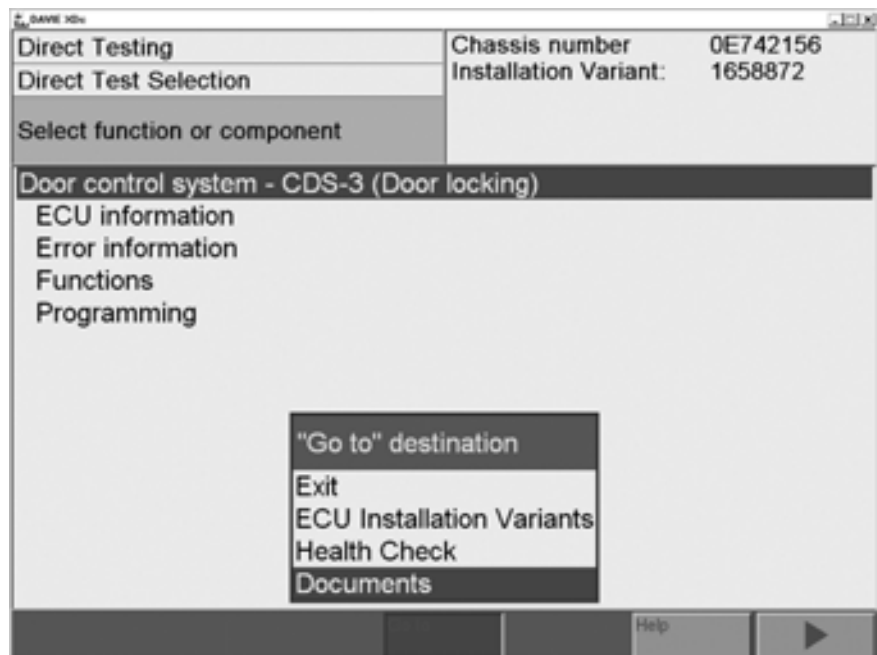 DAVIE XDc
Direct Testing
Direct Test Selection
Select function or component
Chassis number 0E742156
Installation Variant: 1658872
Door control system - CDS-3 (Door locking)
ECU information
Error information
Functions
Programming
"Go to" destination
Exit
ECU Installation Variants
Health Check
Documents
Help